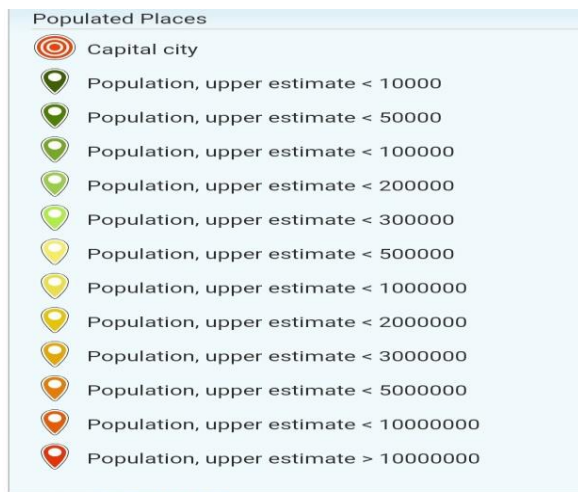 Populated Places
Capital city
Population, upper estimate < 10000
Population, upper estimate < 50000
Population, upper estimate < 100000
Population, upper estimate < 200000
Population, upper estimate < 300000
Population, upper estimate < 500000
Population, upper estimate < 1000000
Population, upper estimate < 2000000
Population, upper estimate < 3000000
Population, upper estimate < 5000000
Population, upper estimate < 10000000
Population, upper estimate > 10000000